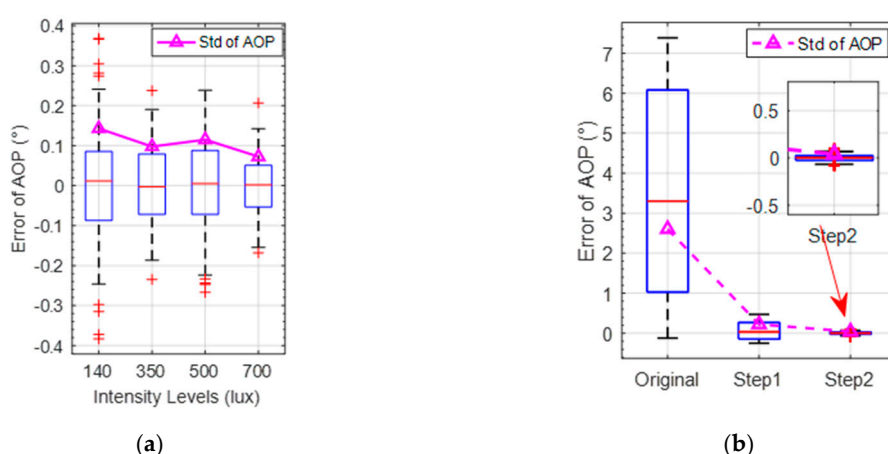 0.4
0.3
0.2
0.1
0
-0.1
-0.2
-0.3
-0.4
Error of AOP (°)
Std of AOP
140 350 500 700
Intensity Levels (lux)
(a)
7
6
5
4
3
2
1
0
Error of AOP (°)
Std of AOP
0.5
0
-0.5
Step2
Original Step1 Step2
(b)